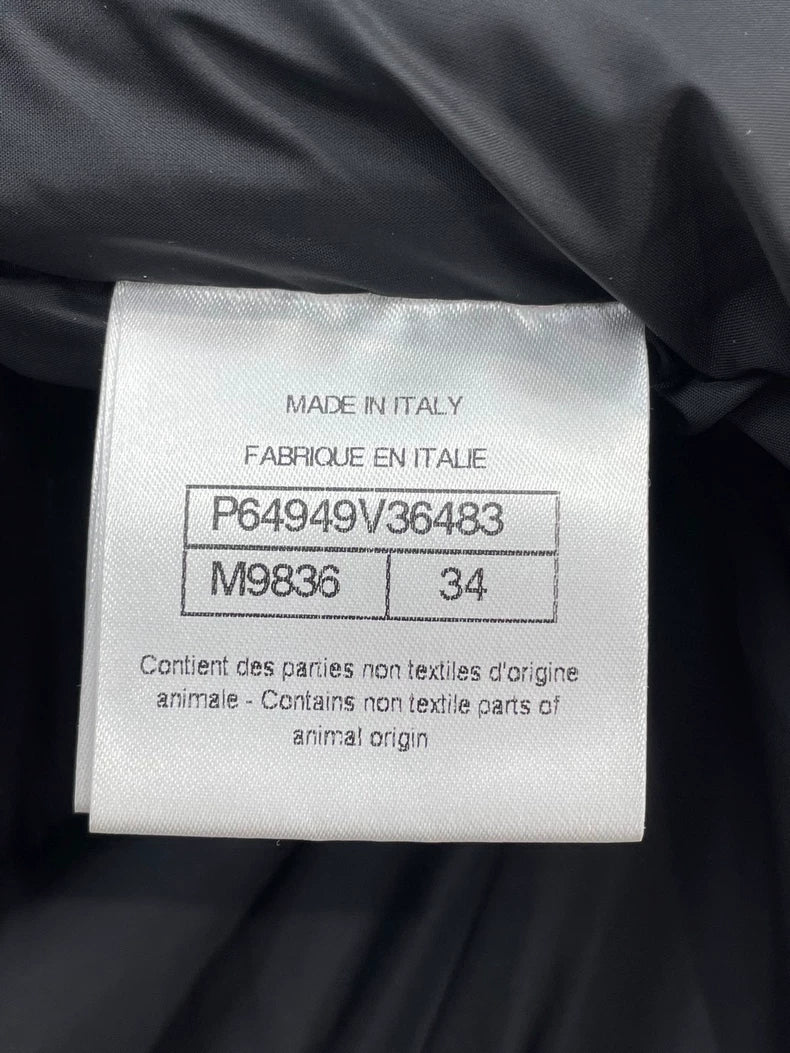 MADE IN ITALY
FABRIQUE EN ITALIE
P64949V36483
M9836 34
Contient des parties non textiles d'origine
animale - Contains non textile parts of
animal origin